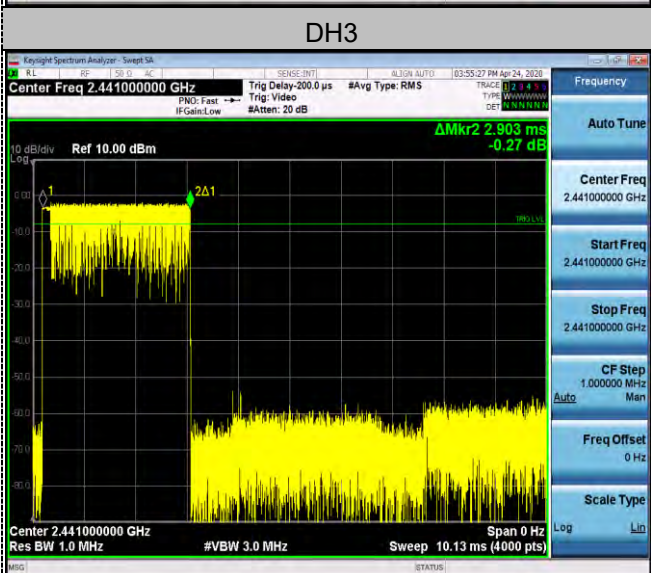 DH3
Keysight Spectrum Analyzer - Swept SA
RL RF 50 Ω AC SENSE:INT ALIGN AUTO 03:55:27 PM Apr 24, 2020
Center Freq 2.441000000 GHz
PNO: Fast
IFGain:Low
Trig Delay-200.0 µs
Trig: Video
#Atten: 20 dB
#Avg Type: RMS
TRACE 1 2 3 4 5 6
TYPE WWWWWW
DET N N N N N N
ΔMkr2 2.903 ms
-0.27 dB
10 dB/div
Log
Ref 10.00 dBm
0.00
-10.0
-20.0
-30.0
-40.0
-50.0
-60.0
-70.0
-80.0
1
2Δ1
TRIG LVL
Center 2.441000000 GHz
Res BW 1.0 MHz
#VBW 3.0 MHz
Span 0 Hz
Sweep 10.13 ms (4000 pts)
MSG
STATUS
Frequency
Auto Tune
Center Freq
2.441000000 GHz
Start Freq
2.441000000 GHz
Stop Freq
2.441000000 GHz
CF Step
1.000000 MHz
Auto Man
Freq Offset
0 Hz
Scale Type
Log Lin